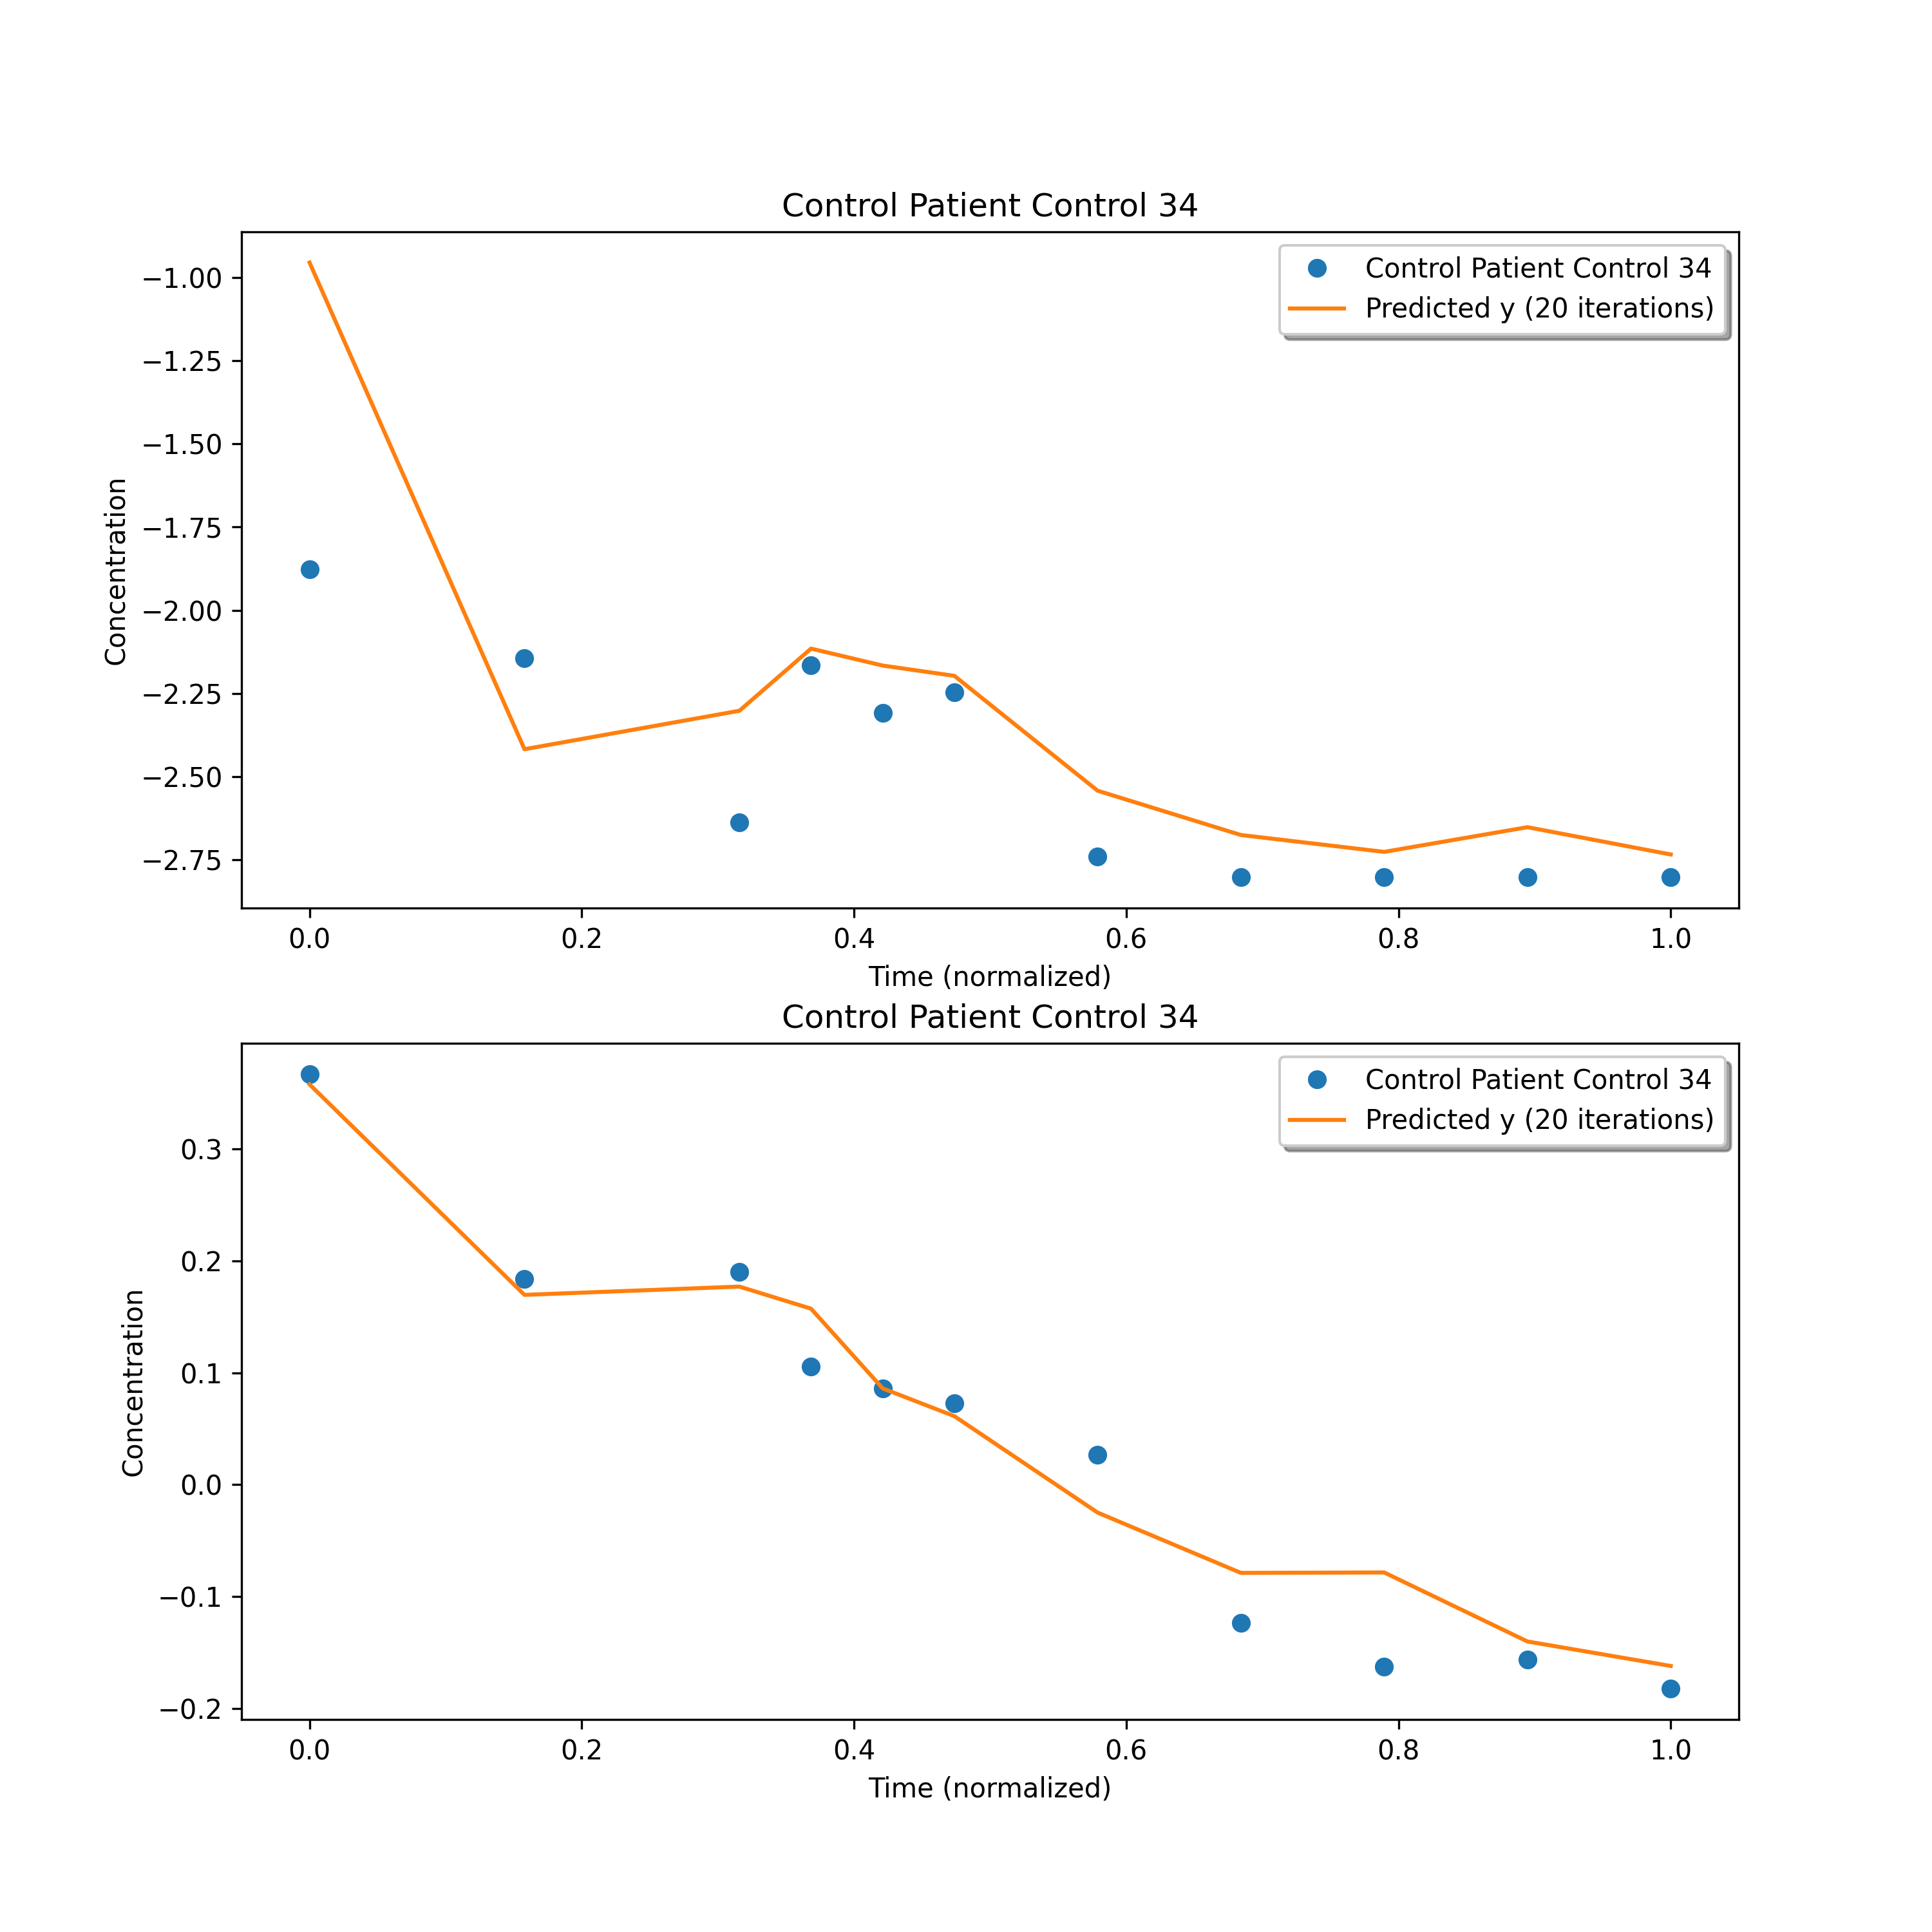 Control Patient Control 34
Control Patient Control 34
Predicted y (20 iterations)
−1.00
−1.25
−1.50
−1.75
−2.00
−2.25
−2.50
−2.75
Concentration
0.0 0.2 0.4 0.6 0.8 1.0
Time (normalized)
Control Patient Control 34
Control Patient Control 34
Predicted y (20 iterations)
0.3
0.2
0.1
0.0
−0.1
−0.2
Concentration
0.0 0.2 0.4 0.6 0.8 1.0
Time (normalized)